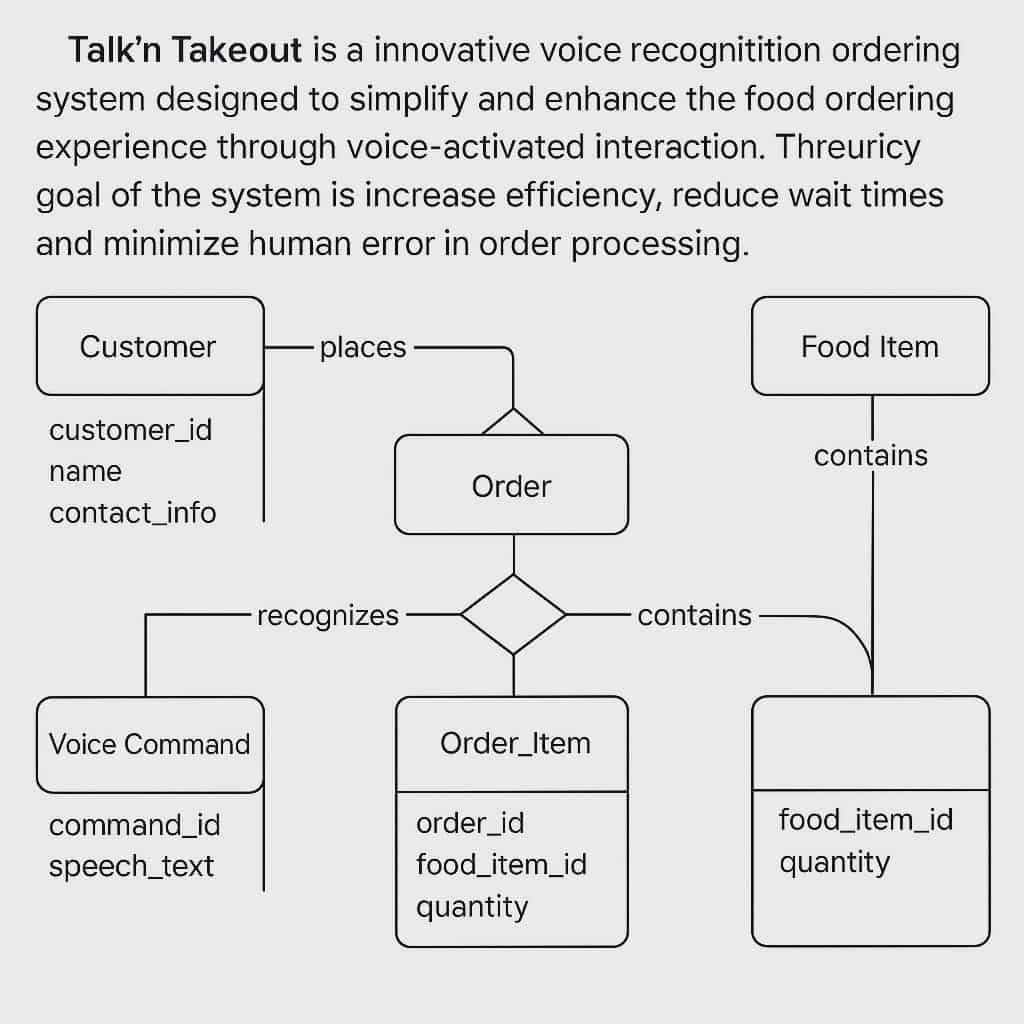 Talk'n Takeout is a innovative voice recognitition ordering
system designed to simplify and enhance the food ordering
experience through voice-activated interaction. Threuricy
goal of the system is increase efficiency, reduce wait times
and minimize human error in order processing.
Customer
places
Food Item
customer_id
name
contact_info
contains
Order
recognizes
contains
Voice Command
command_id
speech_text
Order_Item
order_id
food_item_id
quantity
food_item_id
quantity